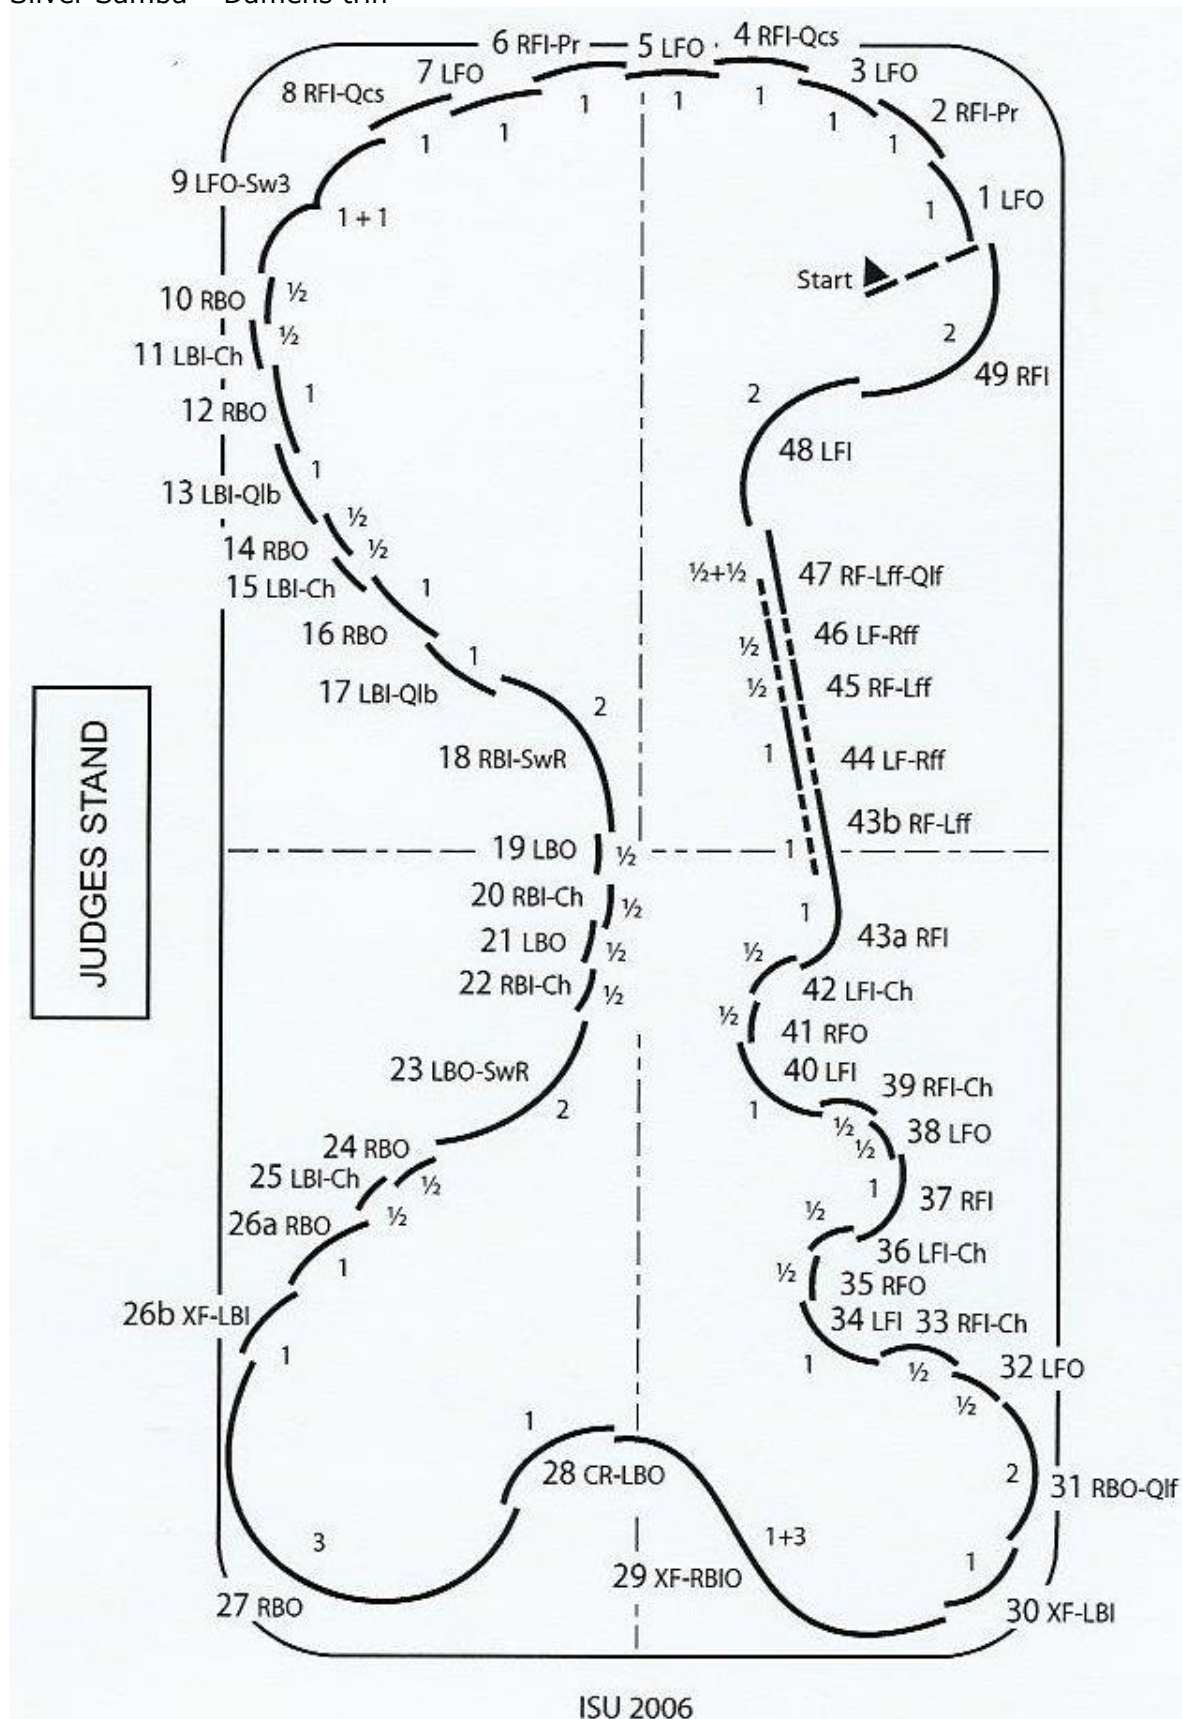 Silver Samba – Damens trin
6 RFI-Pr
5 LFO
4 RFI-Qcs
7 LFO
3 LFO
8 RFI-Qcs
2 RFI-Pr
1
1
1
1
1
1
1
9 LFO-Sw3
1 LFO
1 + 1
1
Start
10 RBO
½
½
11 LBI-Ch
2
49 RFI
12 RBO
1
2
48 LFI
13 LBI-Qlb
1
½
14 RBO
½
15 LBI-Ch
1
½+½
47 RF-Lff-Qlf
16 RBO
46 LF-Rff
½
17 LBI-Qlb
1
45 RF-Lff
½
2
18 RBI-SwR
44 LF-Rff
1
JUDGES STAND
43b RF-Lff
19 LBO
½
1
20 RBI-Ch
½
1
21 LBO
½
43a RFI
½
22 RBI-Ch
½
42 LFI-Ch
½
41 RFO
23 LBO-SwR
2
40 LFI
39 RFI-Ch
1
½
38 LFO
24 RBO
½
25 LBI-Ch
½
1
37 RFI
26a RBO
½
½
36 LFI-Ch
1
½
35 RFO
26b XF-LBI
34 LFI
33 RFI-Ch
1
1
½
32 LFO
½
1
28 CR-LBO
2
31 RBO-Qlf
3
1+3
1
29 XF-RBIO
27 RBO
30 XF-LBI
ISU 2006